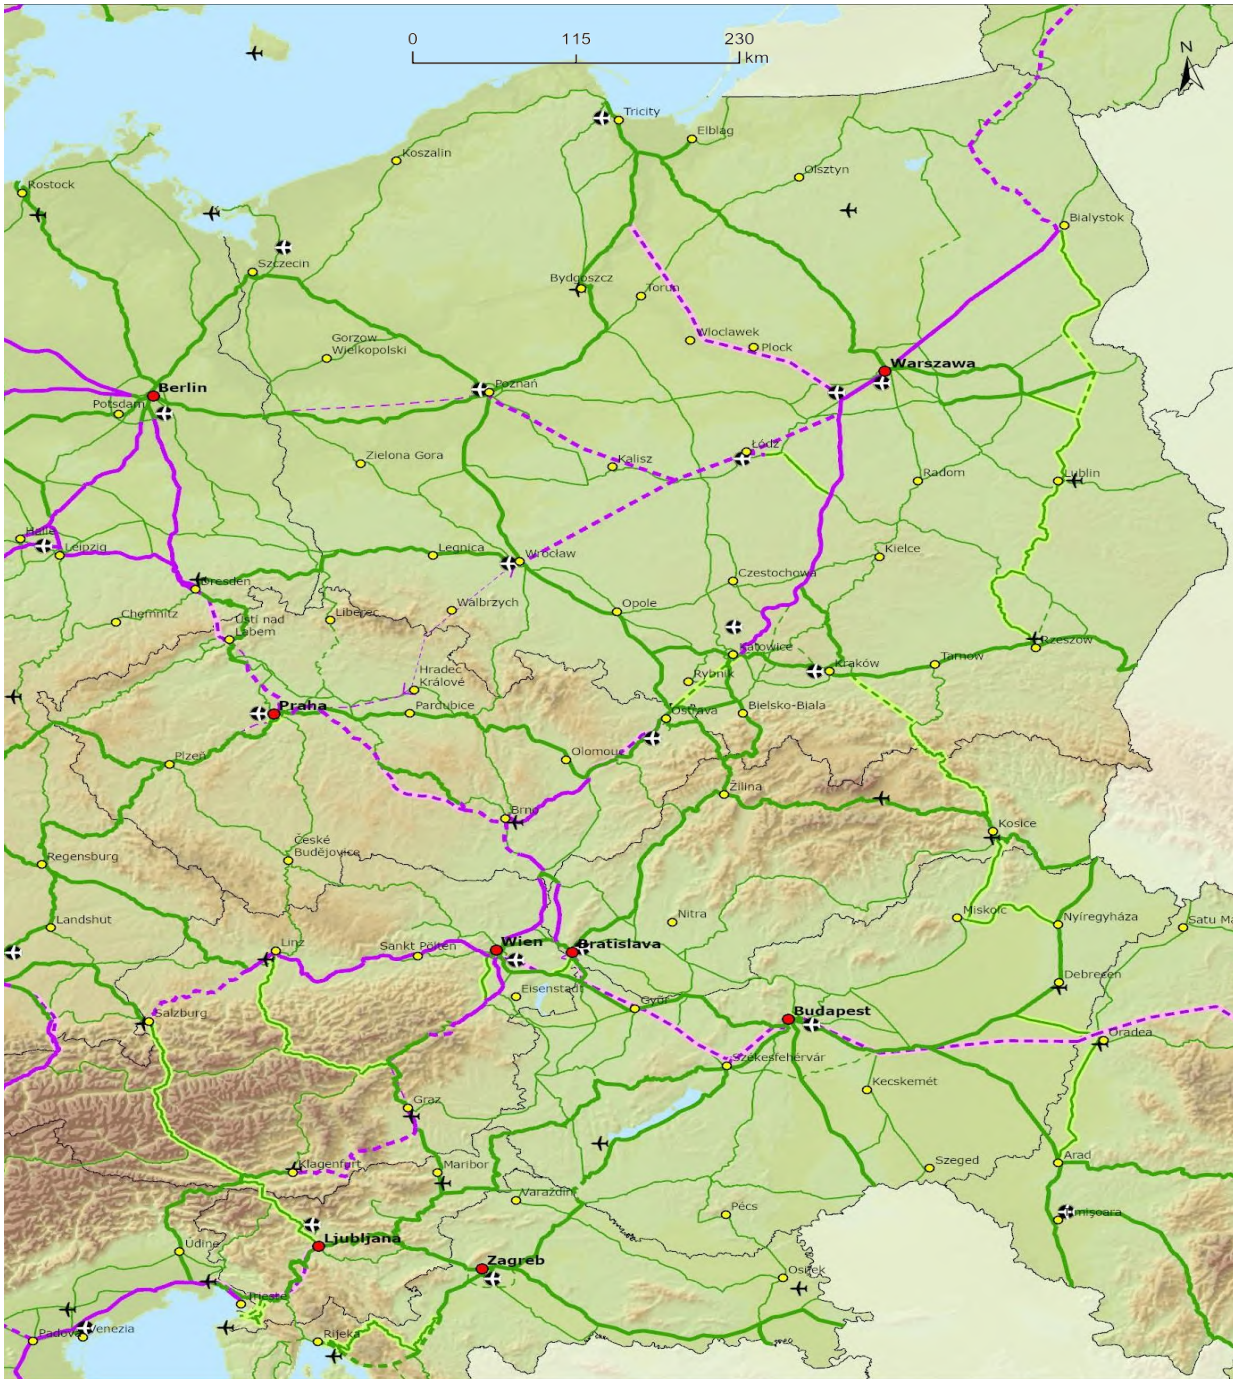 0 115 230
km
N
Tricity
Elblag
Koszalin
Olsztyn
Rostock
Bialystok
Szczecin
Bydgoszcz
Torun
Gorzow
Wielkopolski
Wloclawek
Plock
Warszawa
Berlin
Poznań
Potsdam
Zielona Gora
Kalisz
Łódź
Radom
Lublin
Halle
Leipzig
Legnica
Wrocław
Kielce
Dresden
Czestochowa
Chemnitz
Liberec
Walbrzych
Opole
Ústí nad
Labem
Katowice
Rzeszow
Hradec
Králové
Rybnik
Kraków
Tarnow
Praha
Pardubice
Ostrava
Bielsko-Biala
Plzeň
Olomouc
Žilina
Brno
Kosice
České
Budějovice
Regensburg
Landshut
Nitra
Miskolc
Nyíregyháza
Satu Ma
Linz
Sankt Pölten
Wien
Bratislava
Debrecen
Eisenstadt
Győr
Salzburg
Budapest
Oradea
Székesfehérvár
Kecskemét
Graz
Klagenfurt
Maribor
Szeged
Arad
Varaždin
Pécs
Timişoara
Udine
Ljubljana
Zagreb
Osijek
Trieste
Padova
Venezia
Rijeka